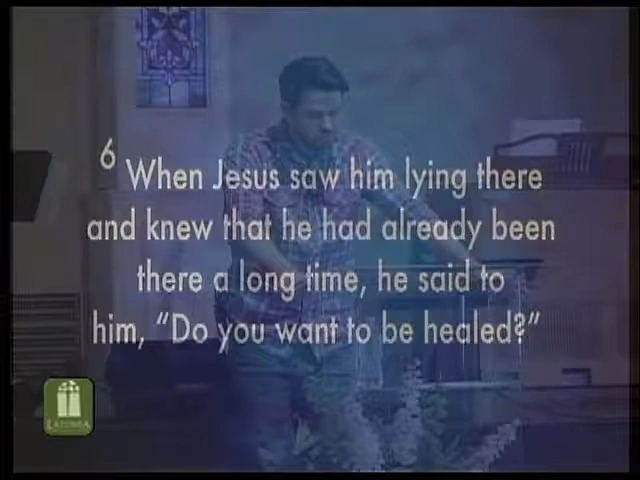 6 When Jesus saw him lying there
and knew that he had already been
there a long time, he said to
him, “Do you want to be healed?”
LATONIA